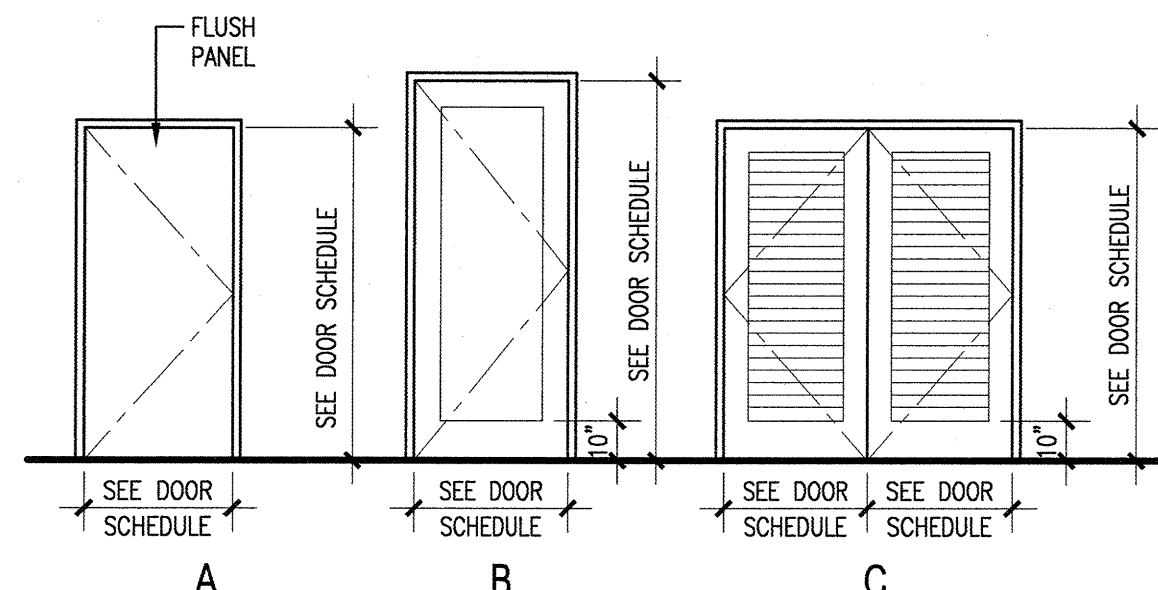 FLUSH
PANEL
SEE DOOR SCHEDULE
SEE DOOR
SCHEDULE
A
SEE DOOR SCHEDULE
10"
SEE DOOR
SCHEDULE
B
SEE DOOR SCHEDULE
10"
SEE DOOR
SCHEDULE
SEE DOOR
SCHEDULE
C